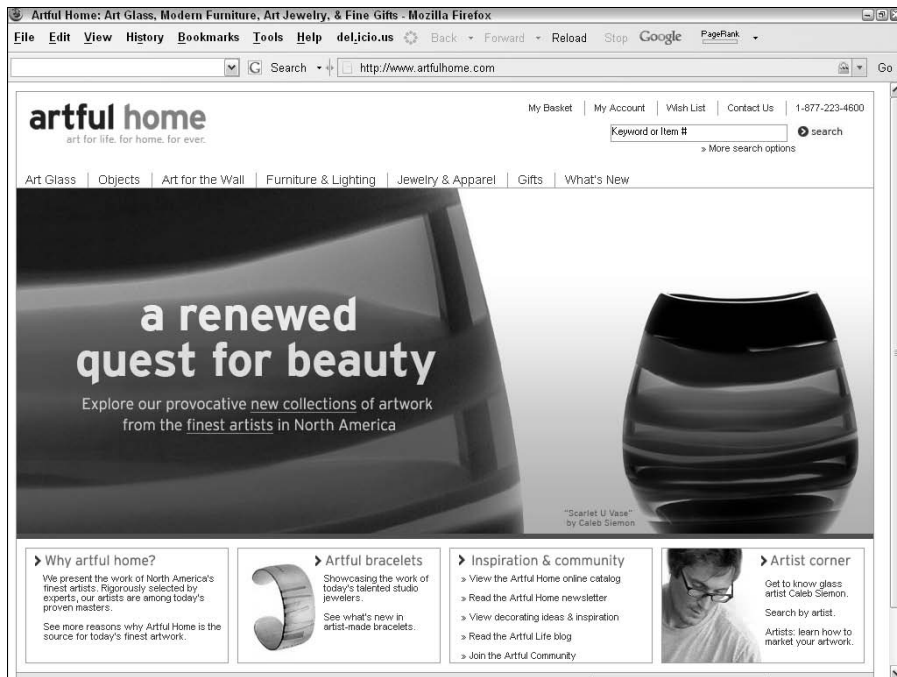 Artful Home: Art Glass, Modern Furniture, Art Jewelry, & Fine Gifts - Mozilla Firefox
File Edit View History Bookmarks Tools Help del.icio.us Back Forward Reload Stop Google PageRank
G Search http://www.artfulhome.com Go
artful home
art for life. for home. for ever.
My Basket My Account Wish List Contact Us 1-877-223-4600
Keyword or Item # search
» More search options
Art Glass Objects Art for the Wall Furniture & Lighting Jewelry & Apparel Gifts What's New
a renewed
quest for beauty
Explore our provocative new collections of artwork
from the finest artists in North America
"Scarlet U Vase"
by Caleb Siemon
Why artful home?
We present the work of North America's
finest artists. Rigorously selected by
experts, our artists are among today's
proven masters.
See more reasons why Artful Home is the
source for today's finest artwork.
Artful bracelets
Showcasing the work of
today's talented studio
jewelers.
See what's new in
artist-made bracelets.
Inspiration & community
» View the Artful Home online catalog
» Read the Artful Home newsletter
» View decorating ideas & inspiration
» Read the Artful Life blog
» Join the Artful Community
Artist corner
Get to know glass
artist Caleb Siemon.
Search by artist.
Artists: learn how to
market your artwork.